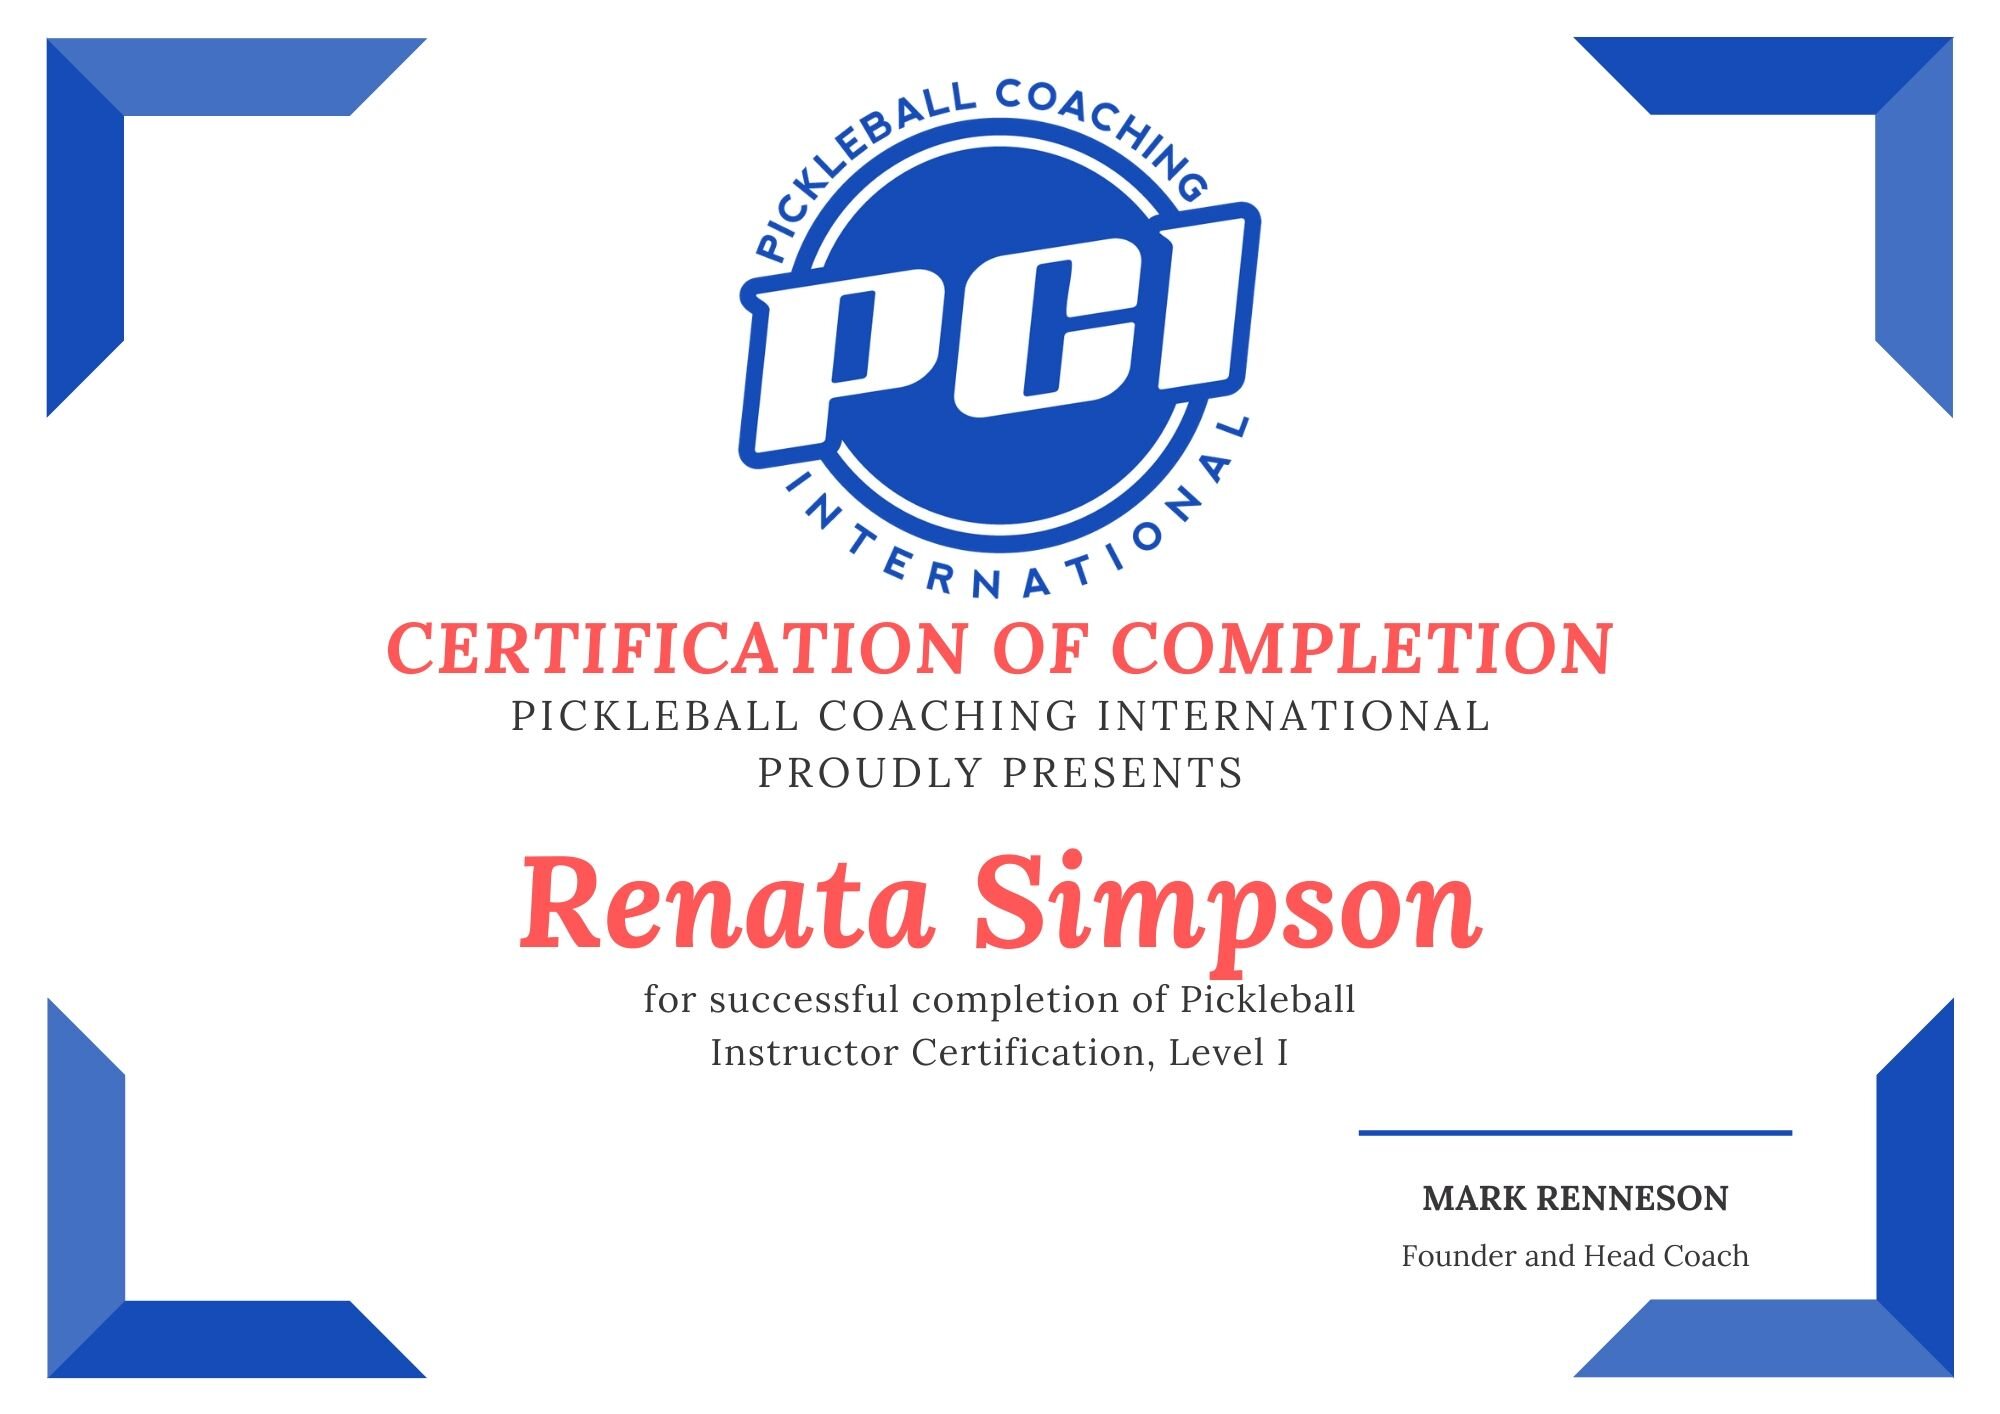 PICKLEBALL COACHING
PCI
INTERNATIONAL
CERTIFICATION OF COMPLETION
PICKLEBALL COACHING INTERNATIONAL
PROUDLY PRESENTS
Renata Simpson
for successful completion of Pickleball
Instructor Certification, Level I
MARK RENNESON
Founder and Head Coach